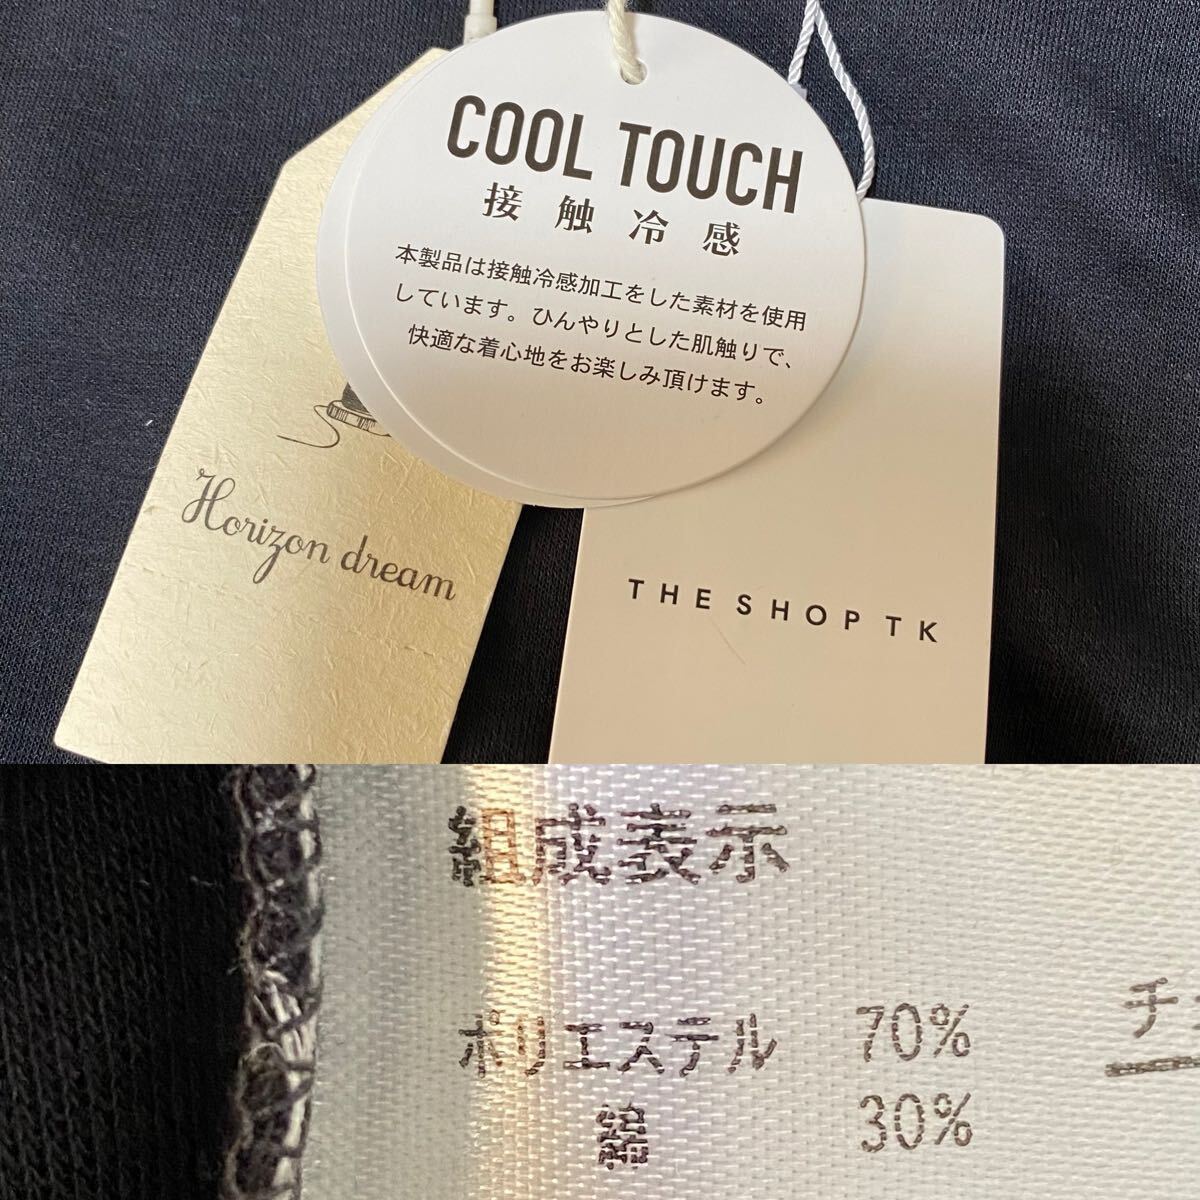 COOL TOUCH
接触冷感
本製品は接触冷感加工をした素材を使用
しています。ひんやりとした肌触りで、
快適な着心地をお楽しみ頂けます。
Horizon dream
THE SHOP TK
組成表示
ポリエステル 70%
綿 30%
チ